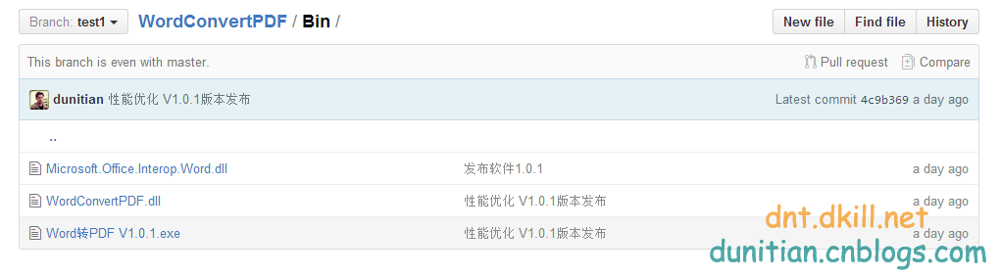 Branch: test1 WordConvertPDF / Bin / New file Find file History
This branch is even with master. Pull request Compare
dunitian 性能优化 V1.0.1版本发布 Latest commit 4c9b369 a day ago
..
Microsoft.Office.Interop.Word.dll 发布软件1.0.1 a day ago
WordConvertPDF.dll 性能优化 V1.0.1版本发布 a day ago
Word转PDF V1.0.1.exe 性能优化 V1.0.1版本发布 a day ago
dnt.dkill.net
dunitian.cnblogs.com